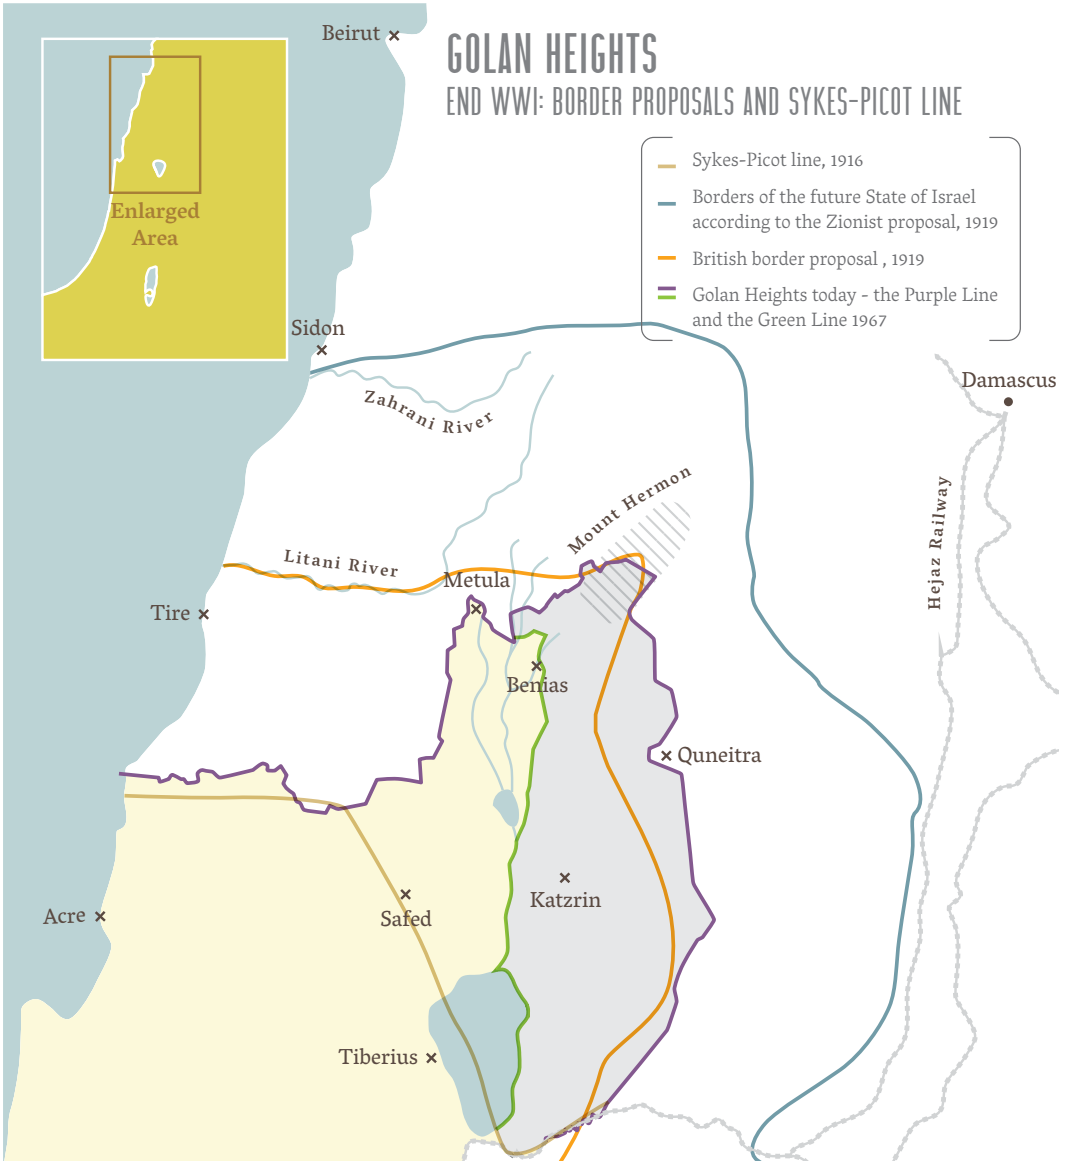 Beirut
GOLAN HEIGHTS
END WWI: BORDER PROPOSALS AND SYKES-PICOT LINE
Sykes-Picot line, 1916
Borders of the future State of Israel
according to the Zionist proposal, 1919
British border proposal , 1919
Golan Heights today - the Purple Line
and the Green Line 1967
Enlarged
Area
Sidon
Damascus
Zahrani River
Mount Hermon
Hejaz Railway
Litani River
Metula
Tire
Benias
Quneitra
Katzrin
Safed
Acre
Tiberius